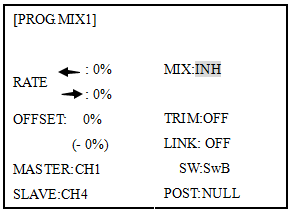 [PROG.MIX1]
← : 0% MIX:INH
RATE
→ : 0%
OFFSET: 0% TRIM:OFF
(- 0%) LINK: OFF
MASTER:CH1 SW:SwB
SLAVE:CH4 POST:NULL